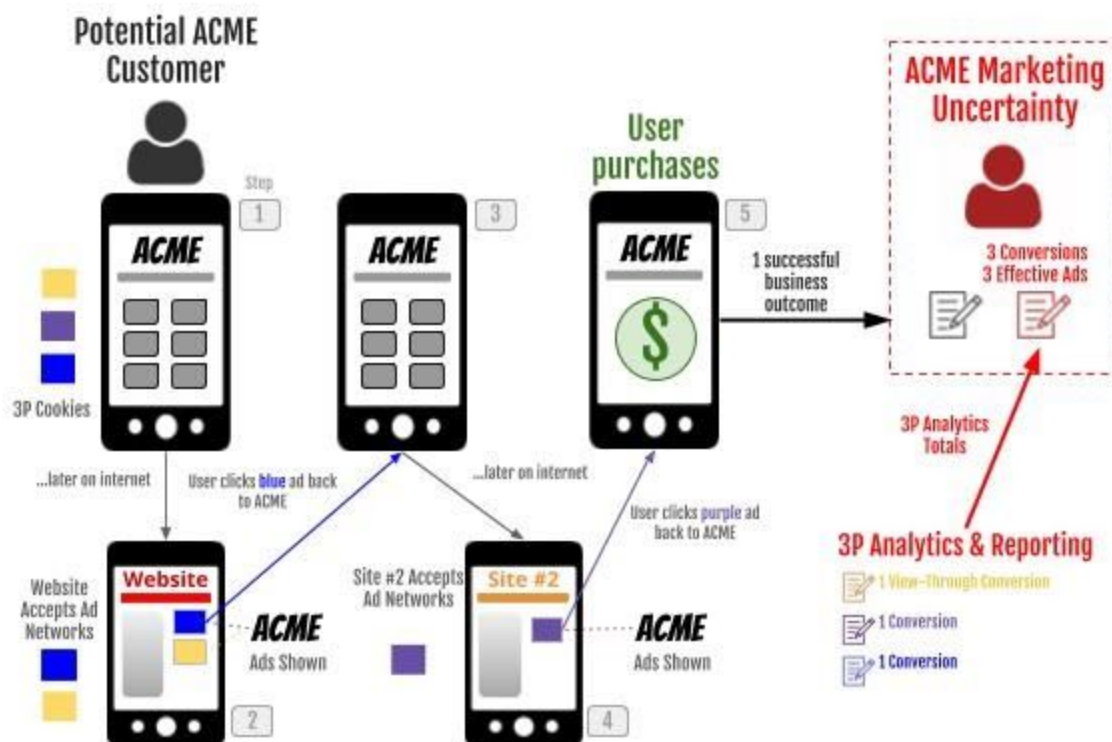 Potential ACME
Customer
Step
1
ACME
3P Cookies
...later on internet
Website
Accepts Ad
Networks
Website
2
ACME
Ads Shown
User clicks blue ad back
to ACME
3
ACME
...later on internet
Site #2 Accepts
Ad Networks
Site #2
4
ACME
Ads Shown
User clicks purple ad
back to ACME
User
purchases
5
ACME
$
1 successful
business
outcome
ACME Marketing
Uncertainty
3 Conversions
3 Effective Ads
3P Analytics
Totals
3P Analytics & Reporting
1 View-Through Conversion
1 Conversion
1 Conversion